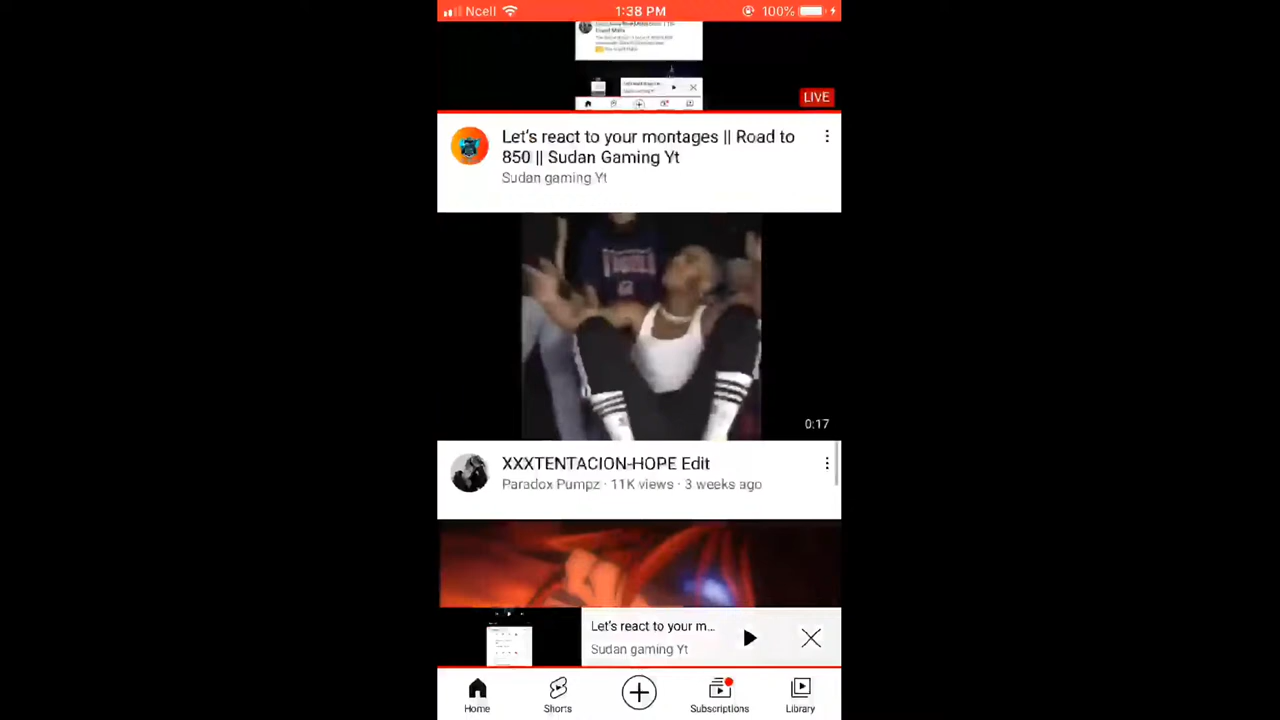 Ncell 1:38 PM 100%
LIVE
Let's react to your montages || Road to
850 || Sudan Gaming Yt
Sudan gaming Yt
0:17
XXXTENTACION-HOPE Edit
Paradox Pumpz · 11K views · 3 weeks ago
Let's react to your m...
Sudan gaming Yt
Home Shorts Subscriptions Library